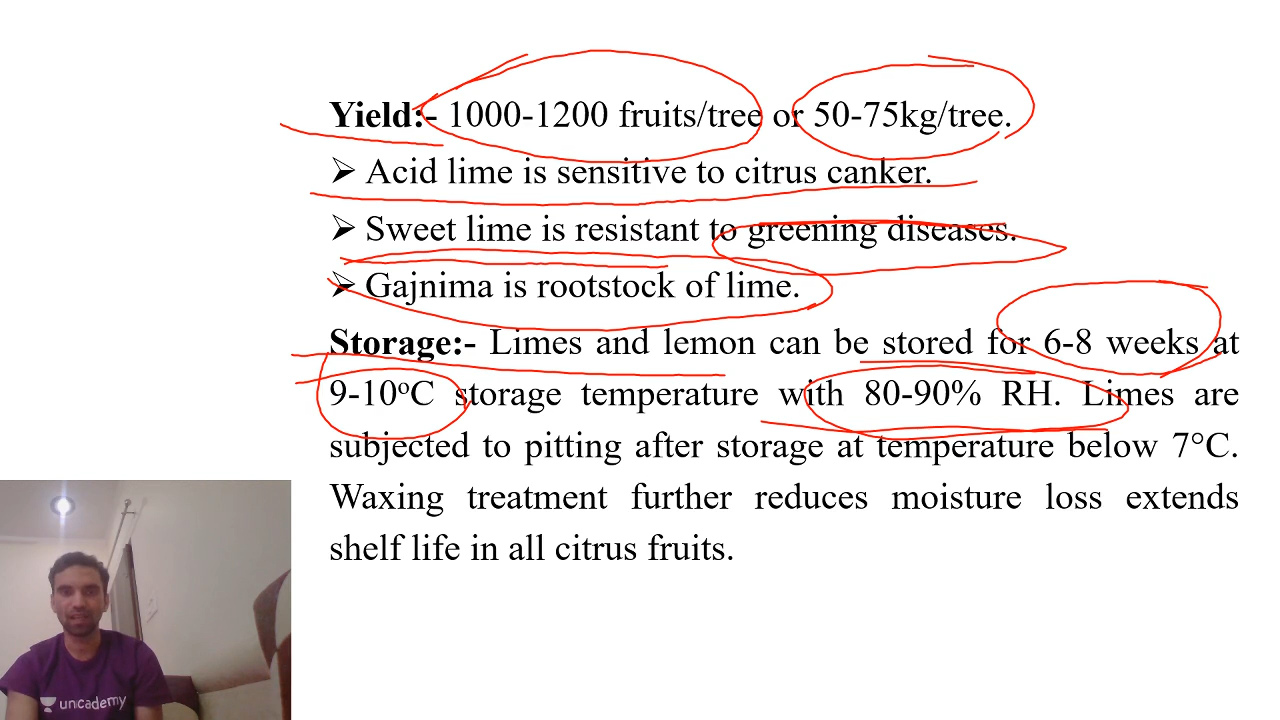 Yield:- 1000-1200 fruits/tree or 50-75kg/tree.
➢ Acid lime is sensitive to citrus canker.
➢ Sweet lime is resistant to greening diseases.
➢ Gajnima is rootstock of lime.
Storage:- Limes and lemon can be stored for 6-8 weeks at
9-10ᵒC storage temperature with 80-90% RH. Limes are
subjected to pitting after storage at temperature below 7°C.
Waxing treatment further reduces moisture loss extends
shelf life in all citrus fruits.
unacademy